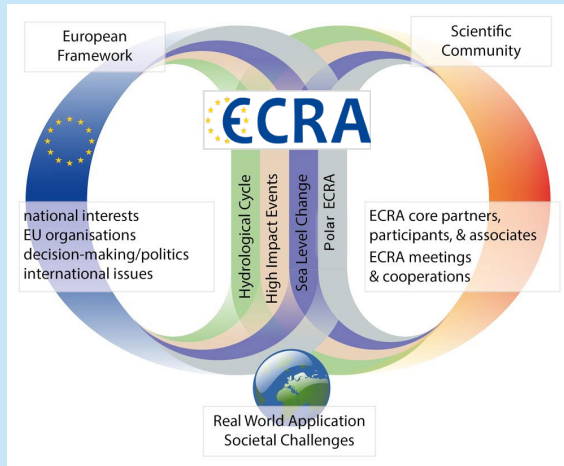 European
Framework
Scientific
Community
ECRA
Hydrological Cycle
High Impact Events
Sea Level Change
Polar ECRA
national interests
EU organisations
decision-making/politics
international issues
ECRA core partners,
participants, & associates
ECRA meetings
& cooperations
Real World Application
Societal Challenges